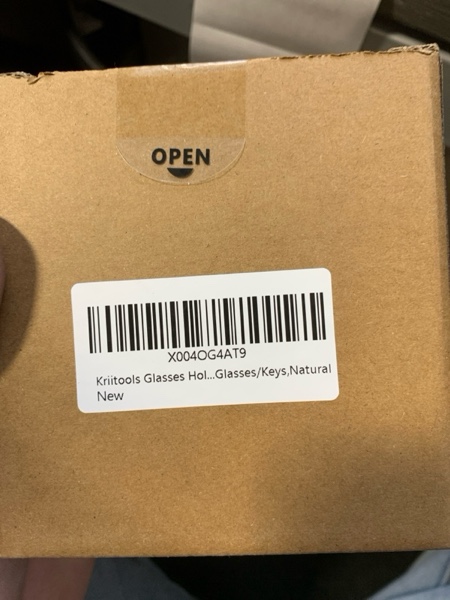 OPEN
X004OG4AT9
Kriitools Glasses Hol...Glasses/Keys,Natural
New